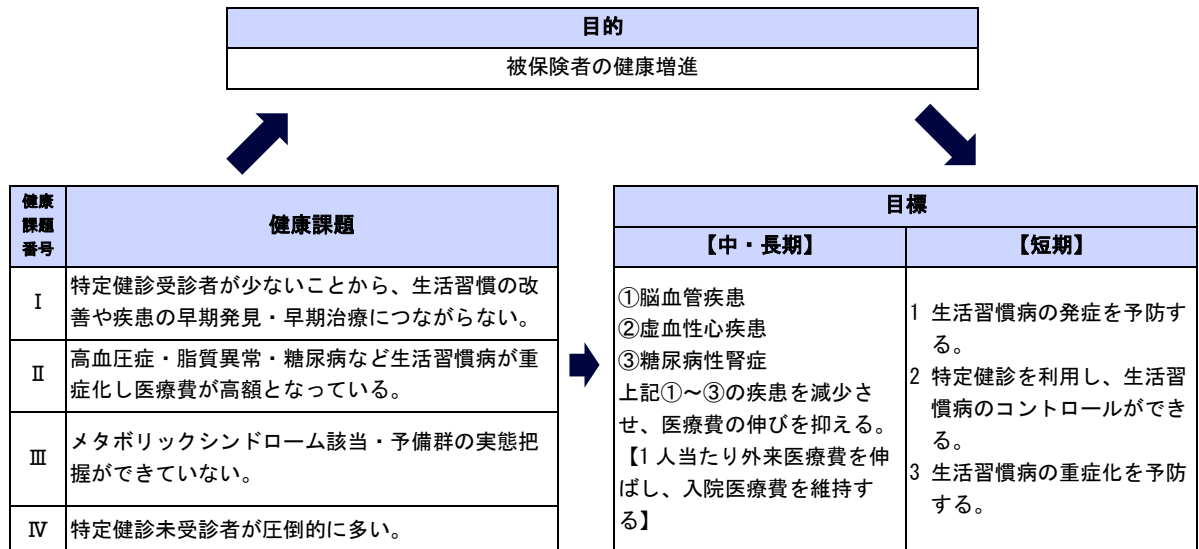 目的
被保険者の健康増進
健康
課題
番号
健康課題
Ⅰ
特定健診受診者が少ないことから、生活習慣の改
善や疾患の早期発見・早期治療につながらない。
Ⅱ
高血圧症・脂質異常・糖尿病など生活習慣病が重
症化し医療費が高額となっている。
Ⅲ
メタボリックシンドローム該当・予備群の実態把
握ができていない。
Ⅳ
特定健診未受診者が圧倒的に多い。
目標
【中・長期】
①脳血管疾患
②虚血性心疾患
③糖尿病性腎症
上記①～③の疾患を減少さ
せ、医療費の伸びを抑える。
【1 人当たり外来医療費を伸
ばし、入院医療費を維持す
る】
【短期】
1 生活習慣病の発症を予防す
る。
2 特定健診を利用し、生活習
慣病のコントロールができ
る。
3 生活習慣病の重症化を予防
する。